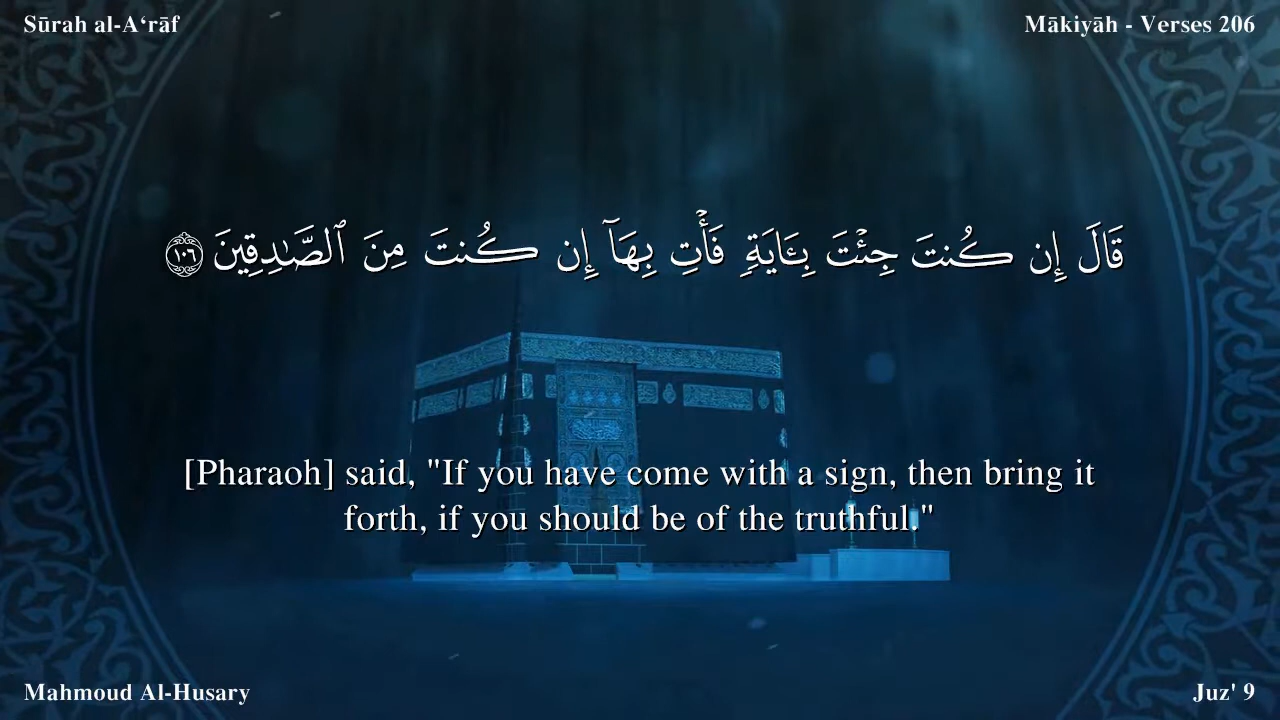 Sūrah al-A‘rāf
Mākiyāh - Verses 206
قَالَ إِن كُنتَ جِئْتَ بِـَٔايَةٍۢ فَأْتِ بِهَآ إِن كُنتَ مِنَ ٱلصَّـٰدِقِينَ ١٠٦
[Pharaoh] said, "If you have come with a sign, then bring it
forth, if you should be of the truthful."
Mahmoud Al-Husary
Juz' 9